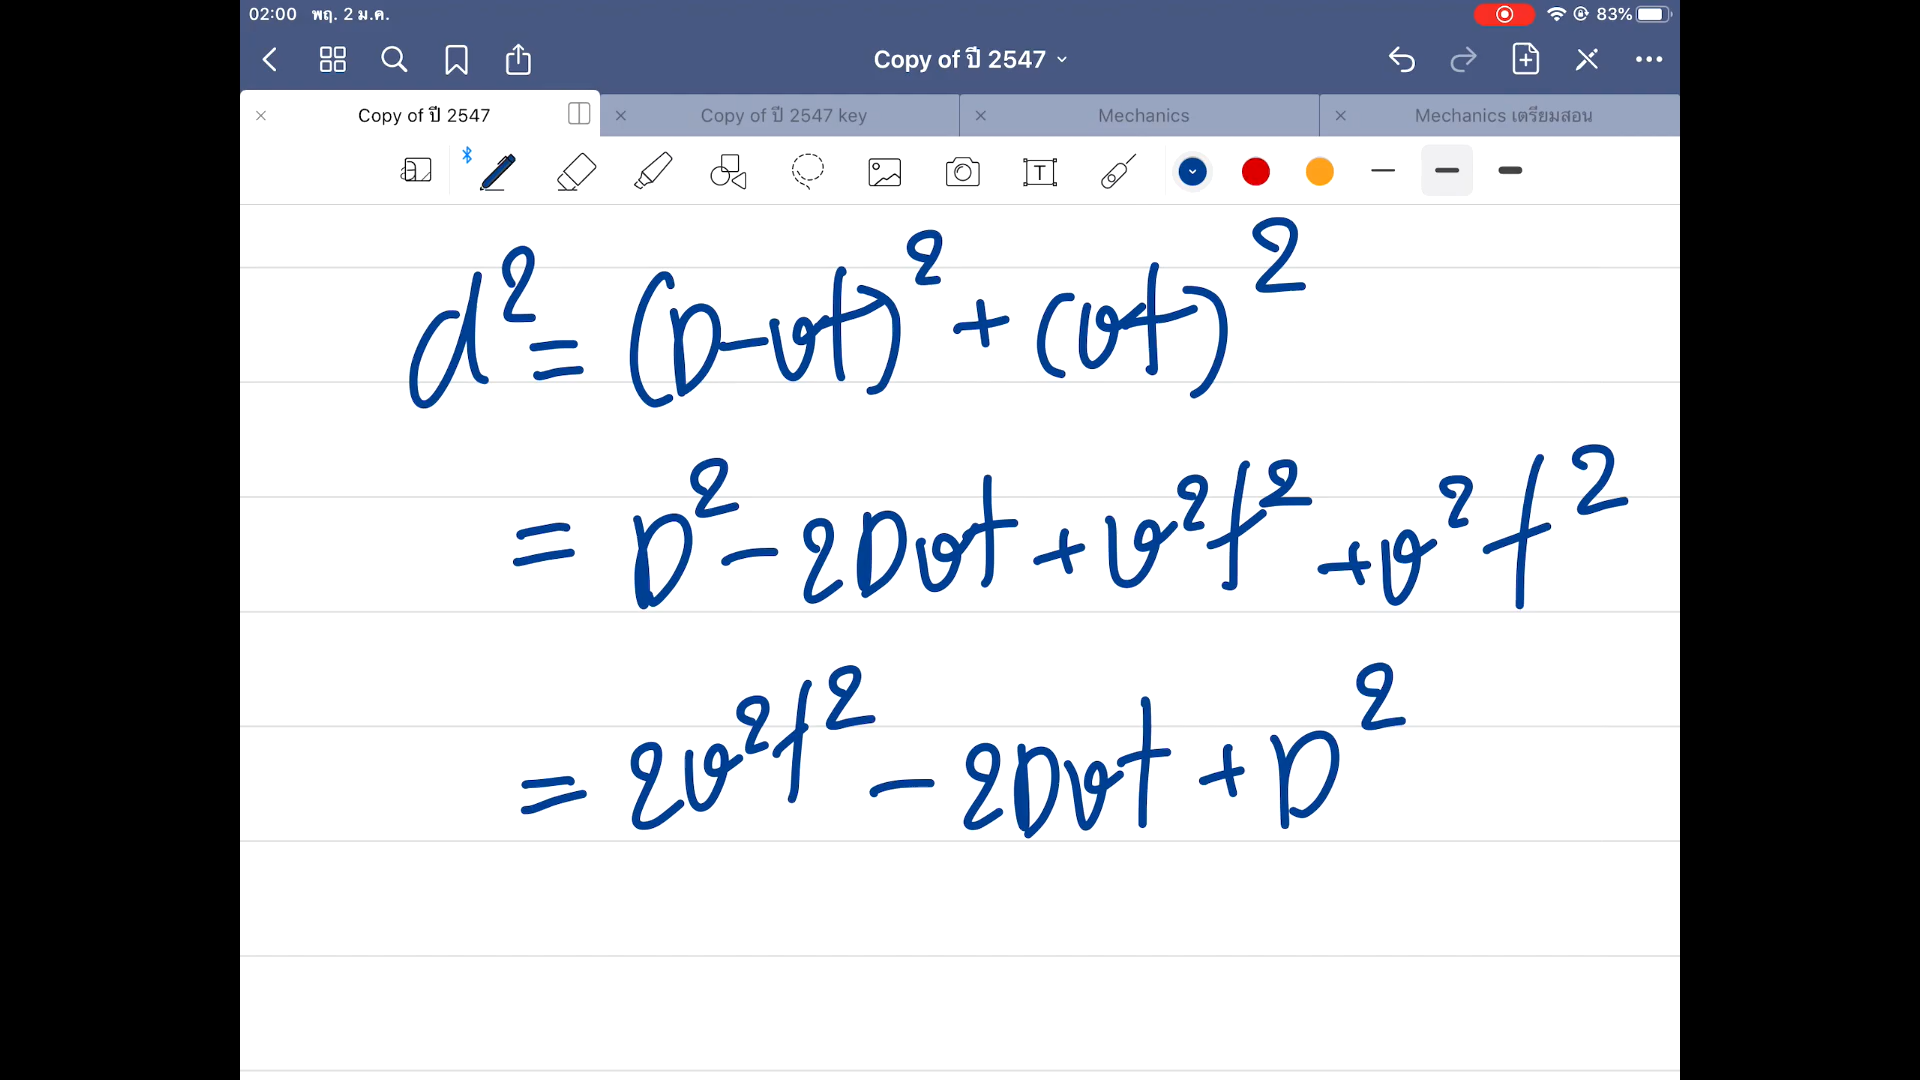 02:00 พฤ. 2 ม.ค. 83%
Copy of ปี 2547
Copy of ปี 2547 Copy of ปี 2547 key Mechanics Mechanics เตรียมสอน
d² = (D-vt)² + (vt)²
= D² - 2Dvt + v²t² + v²t²
= 2v²t² - 2Dvt + D²